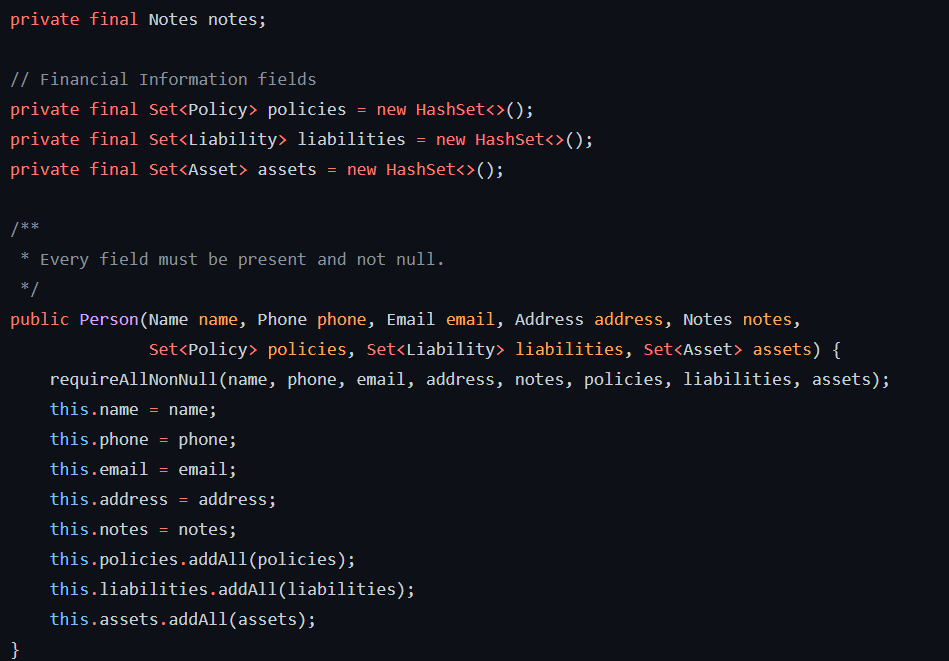 private final Notes notes;

// Financial Information fields
private final Set<Policy> policies = new HashSet<>();
private final Set<Liability> liabilities = new HashSet<>();
private final Set<Asset> assets = new HashSet<>();

/**
 * Every field must be present and not null.
 */
public Person(Name name, Phone phone, Email email, Address address, Notes notes,
              Set<Policy> policies, Set<Liability> liabilities, Set<Asset> assets) {
    requireAllNonNull(name, phone, email, address, notes, policies, liabilities, assets);
    this.name = name;
    this.phone = phone;
    this.email = email;
    this.address = address;
    this.notes = notes;
    this.policies.addAll(policies);
    this.liabilities.addAll(liabilities);
    this.assets.addAll(assets);
}